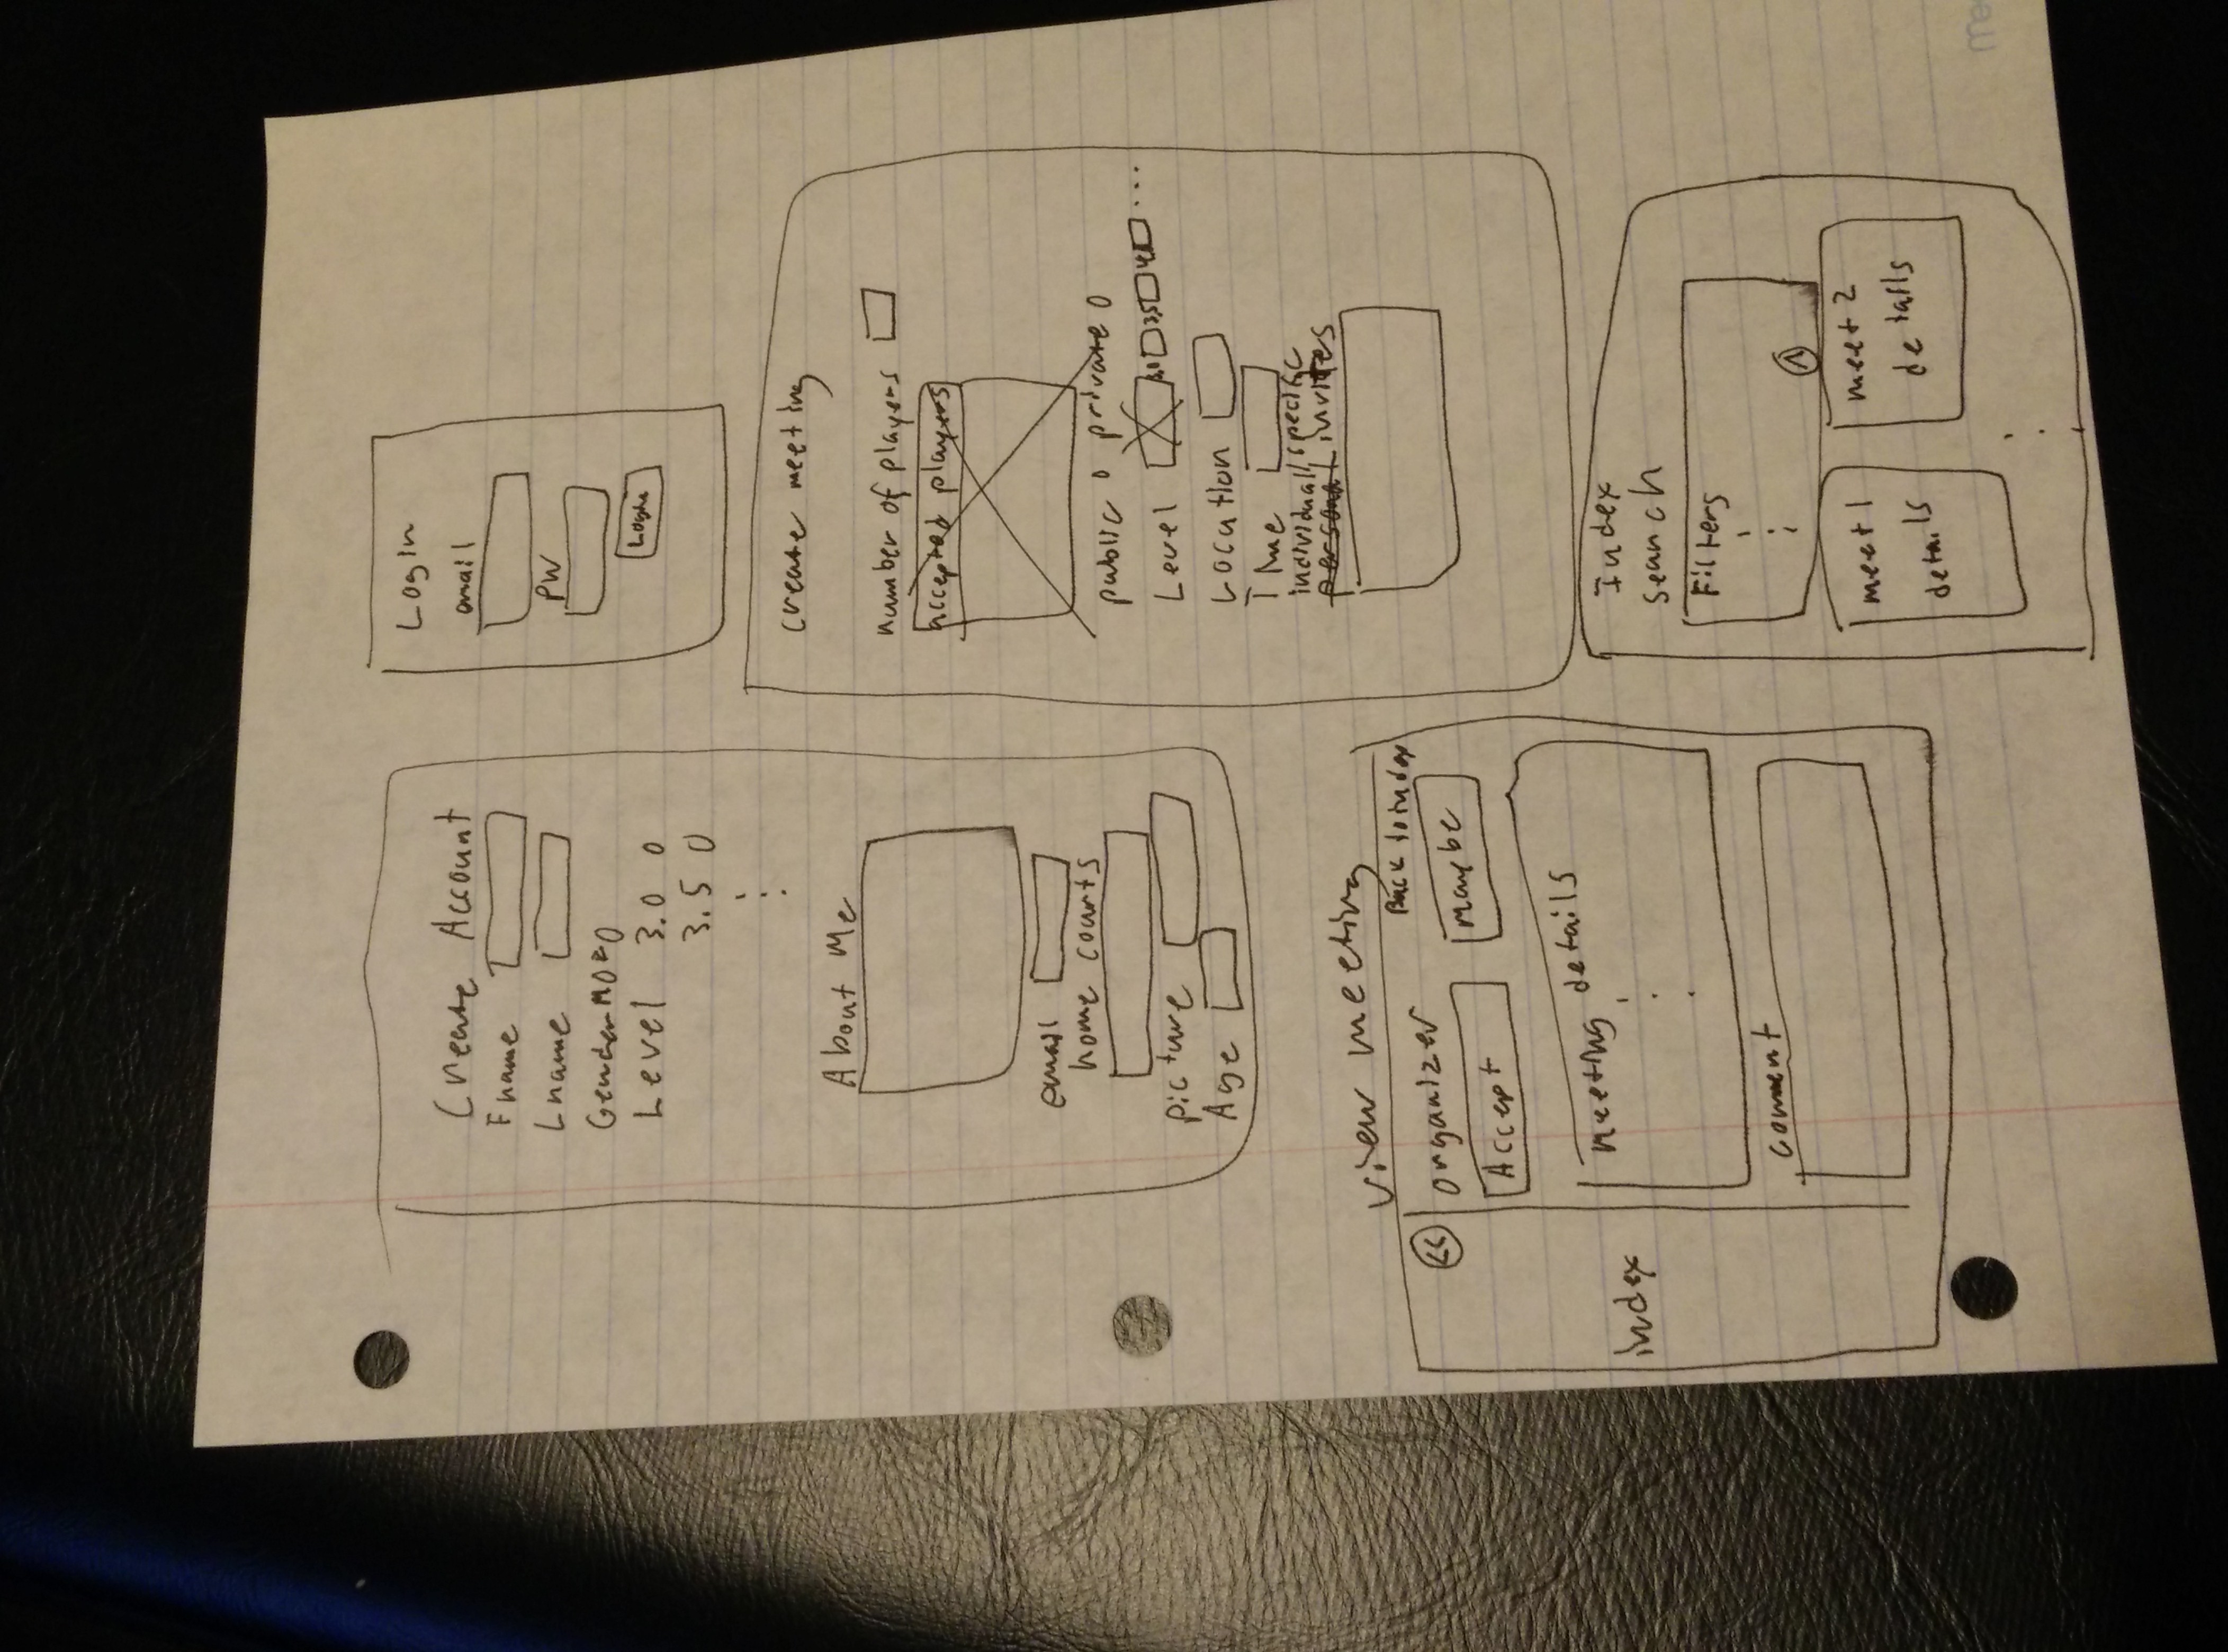 Create Account
Fname
Lname
Gender M O F O
Level 3.0 O
3.5 O
About Me
email
home courts
picture
Age
Login
email
PW
Login
create meeting
number of players
accepted players
public O private O
Level 3.0 3.5 4.0 ...
Location
Time
individual/specific
personal invites
view meeting
Back to index
<<
organizer
Accept
Maybe
index
meeting details
comment
Index
Search
Filters
meet 1
details
meet 2
details